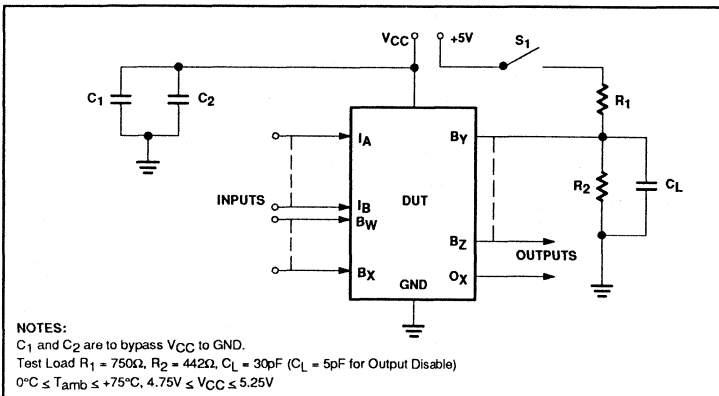 VCC +5V S1
C1 C2 R1
IA BY
R2 CL
INPUTS IB DUT
BW
BZ OUTPUTS
BX GND OX
NOTES:
C1 and C2 are to bypass VCC to GND.
Test Load R1 = 750Ω, R2 = 442Ω, CL = 30pF (CL = 5pF for Output Disable)
0°C ≤ Tamb ≤ +75°C, 4.75V ≤ VCC ≤ 5.25V